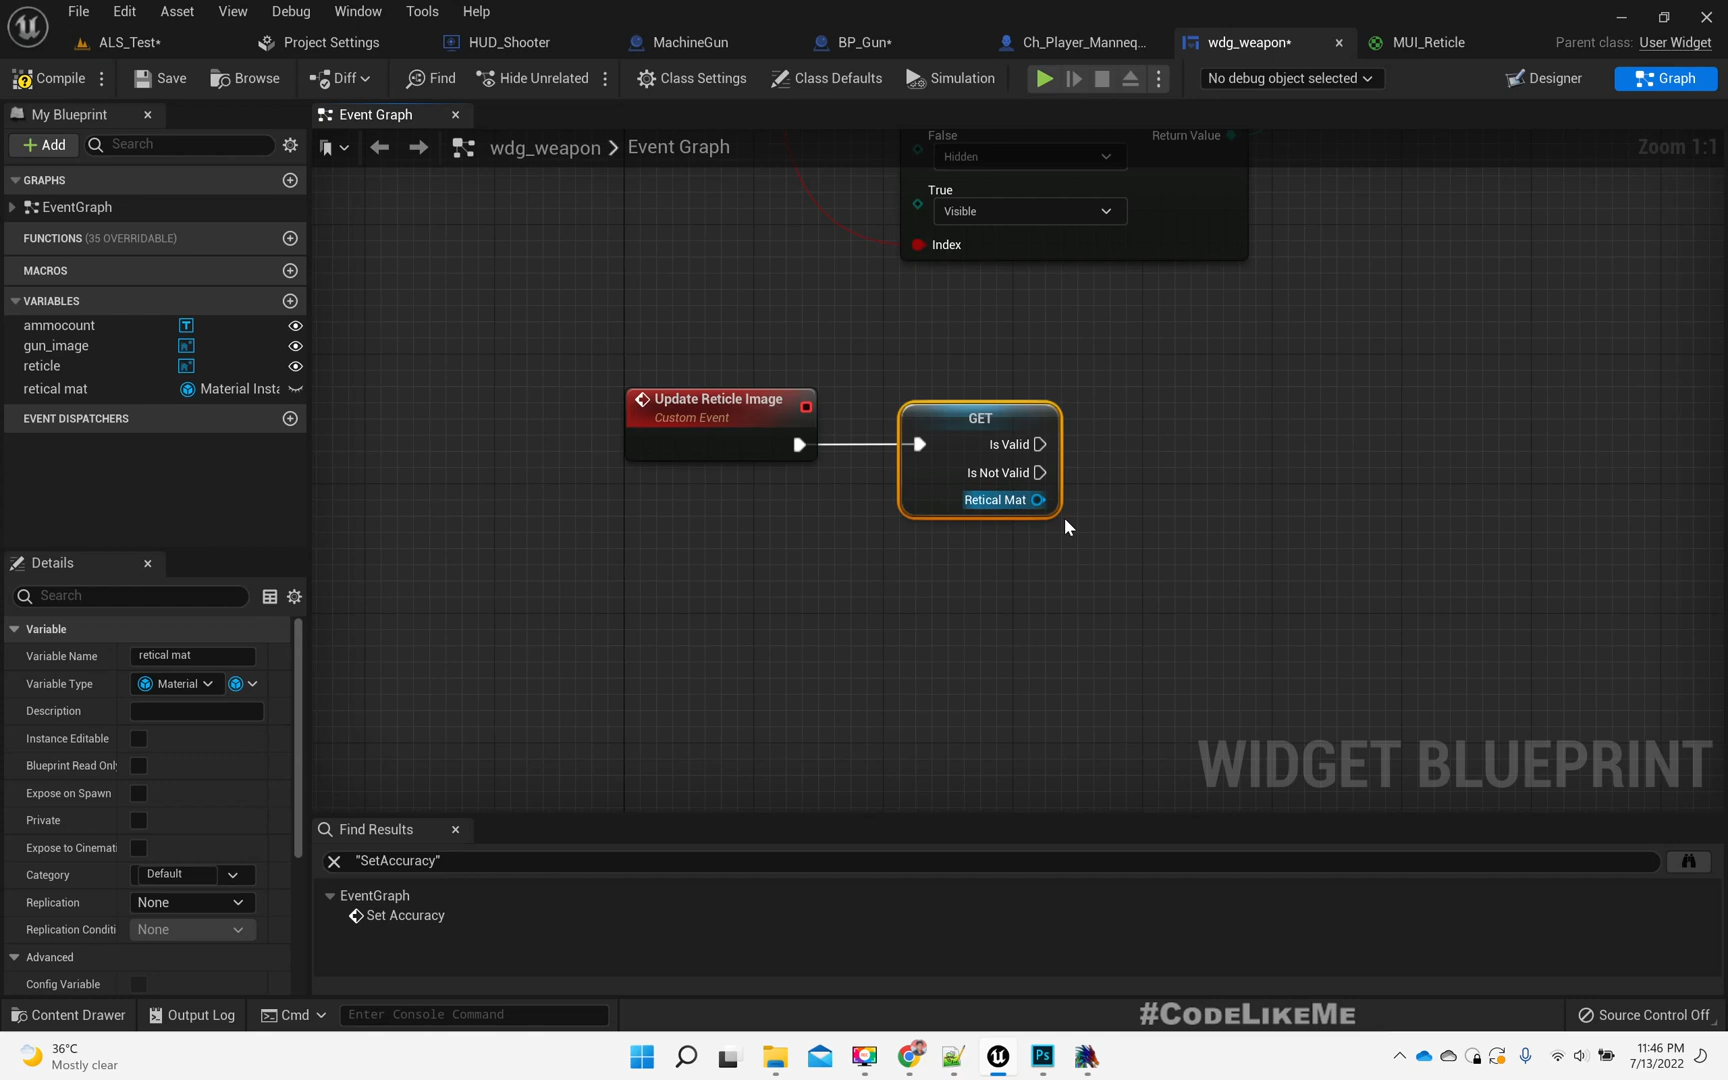 File Edit Asset View Debug Window Tools Help
ALS_Test* Project Settings HUD_Shooter MachineGun BP_Gun* Ch_Player_Manneq... wdg_weapon* MUI_Reticle Parent class: User Widget
Compile Save Browse Diff Find Hide Unrelated Class Settings Class Defaults Simulation No debug object selected Designer Graph
My Blueprint Event Graph
Add Search wdg_weapon > Event Graph Zoom 1:1
GRAPHS
EventGraph
FUNCTIONS (35 OVERRIDABLE)
MACROS
VARIABLES
ammocount
gun_image
reticle
retical mat Material Insta
EVENT DISPATCHERS
False Return Value
Hidden
True
Visible
Index
Update Reticle Image
Custom Event
GET
Is Valid
Is Not Valid
Retical Mat
WIDGET BLUEPRINT
Details
Search
Variable
Variable Name retical mat
Variable Type Material
Description
Instance Editable
Blueprint Read Only
Expose on Spawn
Private
Expose to Cinemati
Category Default
Replication None
Replication Conditi None
Advanced
Config Variable
Find Results
"SetAccuracy"
EventGraph
Set Accuracy
Content Drawer Output Log Cmd Enter Console Command #CODELIKEME Source Control Off
36°C
Mostly clear
11:46 PM
7/13/2022